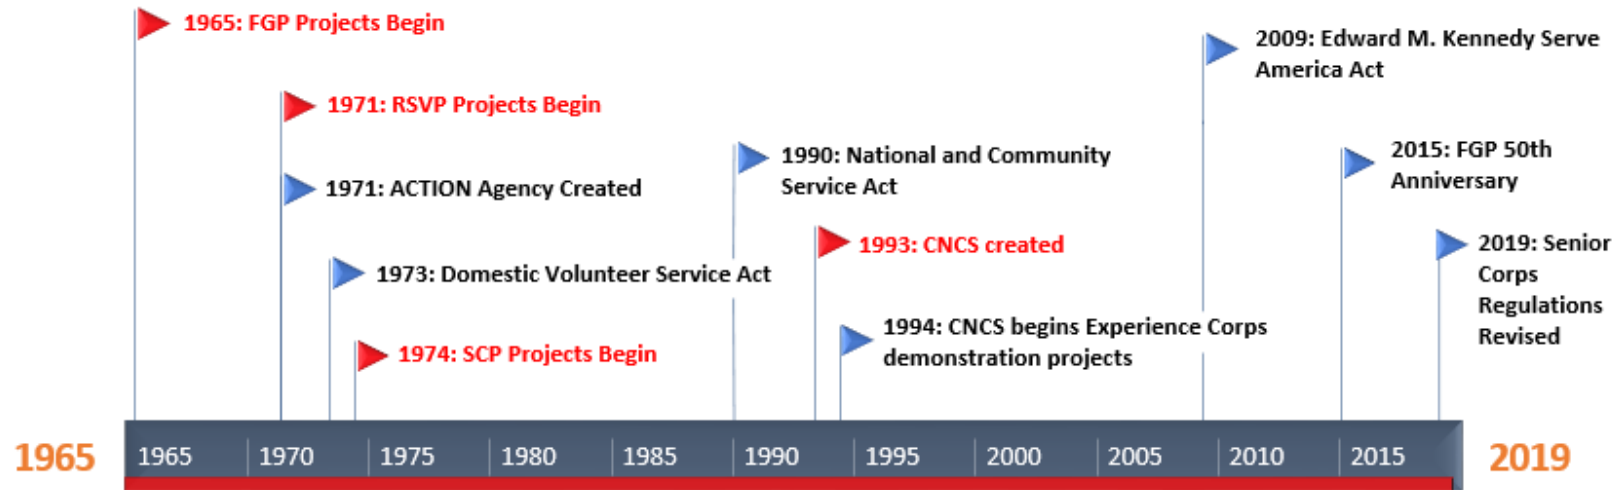 1965: FGP Projects Begin
1971: RSVP Projects Begin
1971: ACTION Agency Created
1973: Domestic Volunteer Service Act
1974: SCP Projects Begin
1990: National and Community
Service Act
1993: CNCS created
1994: CNCS begins Experience Corps
demonstration projects
2009: Edward M. Kennedy Serve
America Act
2015: FGP 50th
Anniversary
2019: Senior
Corps
Regulations
Revised
1965
1965 1970 1975 1980 1985 1990 1995 2000 2005 2010 2015
2019